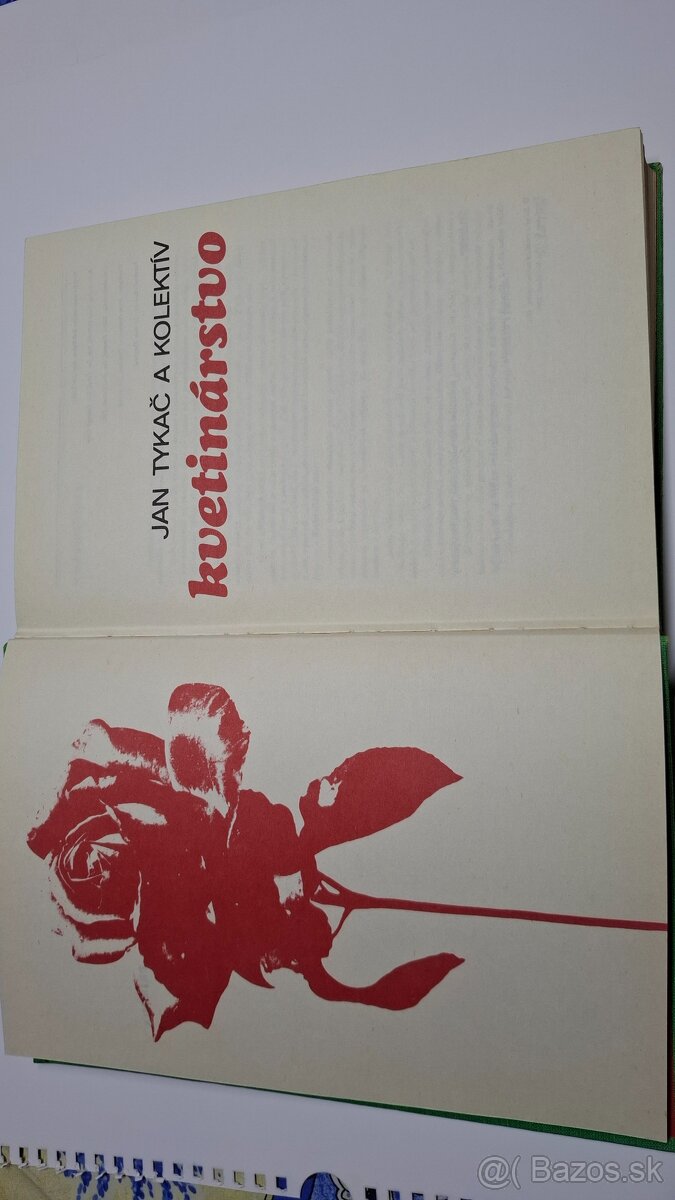 JAN TYKAČ A KOLEKTÍV
kvetinárstvo
@( Bazos.sk